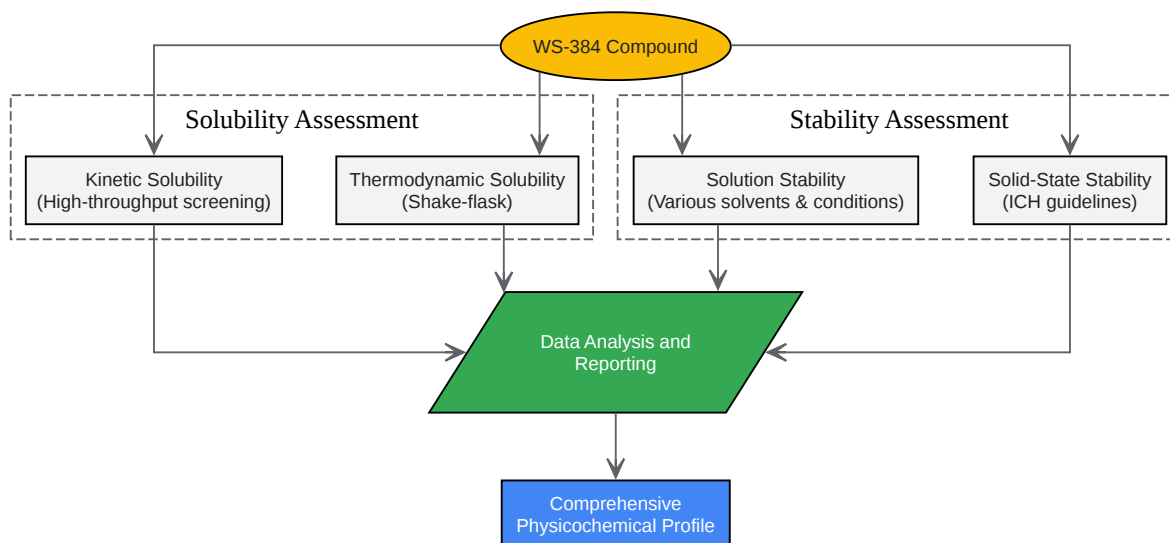 WS-384 Compound
Solubility Assessment
Stability Assessment
Kinetic Solubility
(High-throughput screening)
Thermodynamic Solubility
(Shake-flask)
Solution Stability
(Various solvents & conditions)
Solid-State Stability
(ICH guidelines)
Data Analysis and
Reporting
Comprehensive
Physicochemical Profile